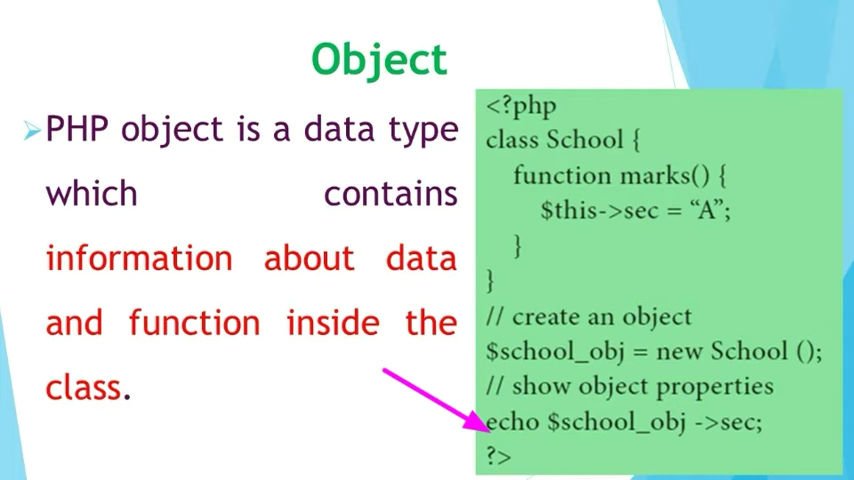 Object
PHP object is a data type
which contains
information about data
and function inside the
class.
<?php
class School {
function marks() {
$this->sec = “A”;
}
}
// create an object
$school_obj = new School ();
// show object properties
echo $school_obj ->sec;
?>